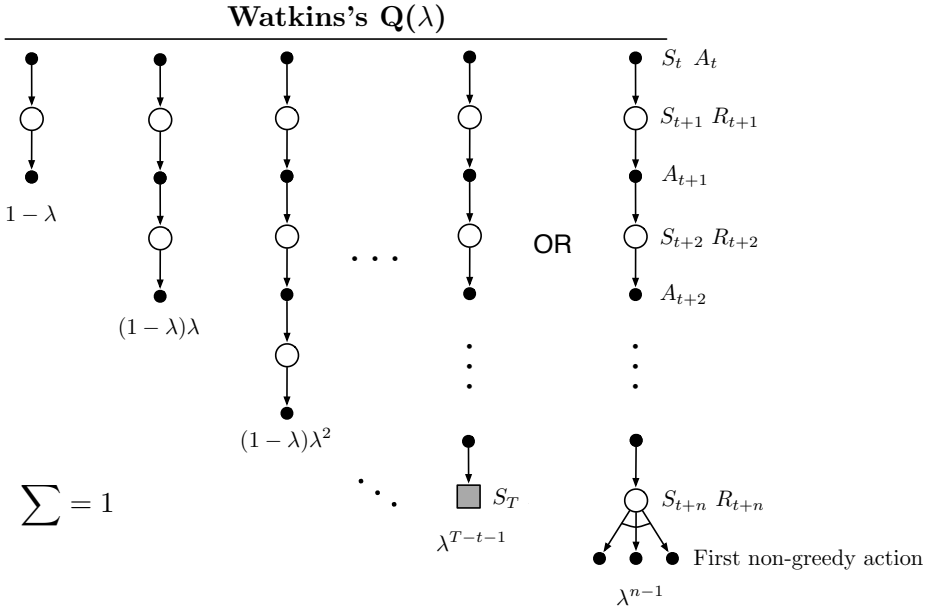 Watkins's Q(λ)
S_t A_t
S_{t+1} R_{t+1}
A_{t+1}
1 − λ
S_{t+2} R_{t+2}
OR
. . .
A_{t+2}
(1 − λ)λ
(1 − λ)λ^2
∑ = 1
S_T
S_{t+n} R_{t+n}
λ^{T−t−1}
First non-greedy action
λ^{n−1}